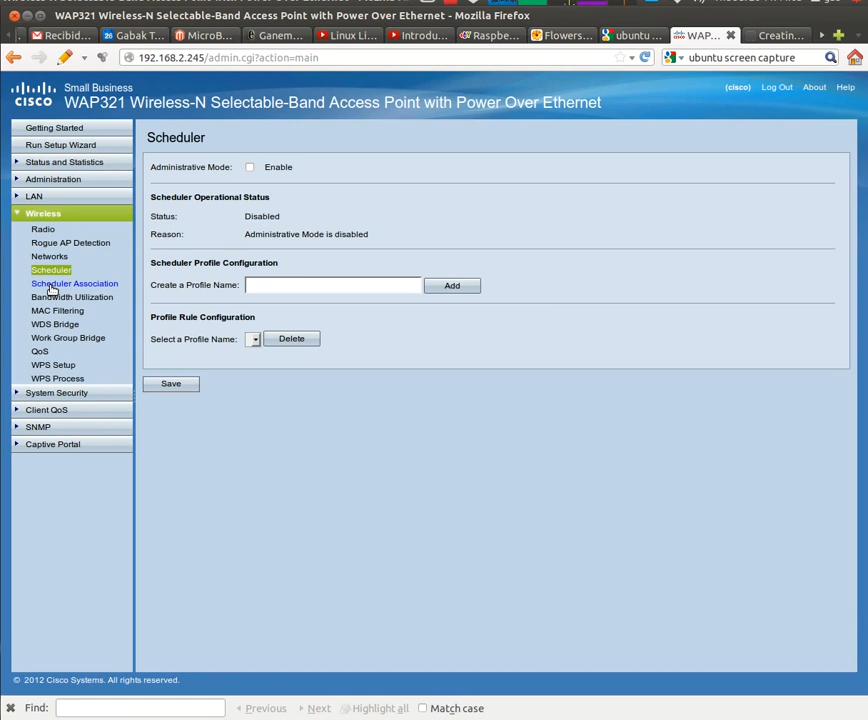 WAP321 Wireless-N Selectable-Band Access Point with Power Over Ethernet - Mozilla Firefox
Recibid... Gabak T... MicroB... Ganem... Linux Li... Introdu... Raspbe... Flowers... ubuntu ... WAP... Creatin...
192.168.2.245/admin.cgi?action=main ubuntu screen capture
Small Business
CISCO WAP321 Wireless-N Selectable-Band Access Point with Power Over Ethernet
(cisco) Log Out About Help
Getting Started
Run Setup Wizard
Status and Statistics
Administration
LAN
Wireless
Radio
Rogue AP Detection
Networks
Scheduler
Scheduler Association
Bandwidth Utilization
MAC Filtering
WDS Bridge
Work Group Bridge
QoS
WPS Setup
WPS Process
System Security
Client QoS
SNMP
Captive Portal
Scheduler
Administrative Mode: Enable
Scheduler Operational Status
Status: Disabled
Reason: Administrative Mode is disabled
Scheduler Profile Configuration
Create a Profile Name: Add
Profile Rule Configuration
Select a Profile Name: Delete
Save
© 2012 Cisco Systems. All rights reserved.
Find: Previous Next Highlight all Match case